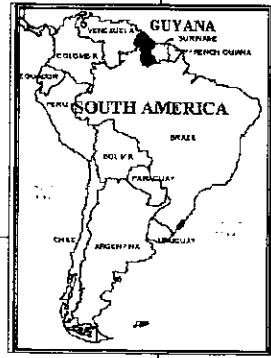 GUYANA
VENEZUELA
SURINAME
COLOMBIA
FRENCH GUIANA
ECUADOR
PERU
SOUTH AMERICA
BRAZIL
BOLIVIA
PARAGUAY
CHILE
ARGENTINA
URUGUAY